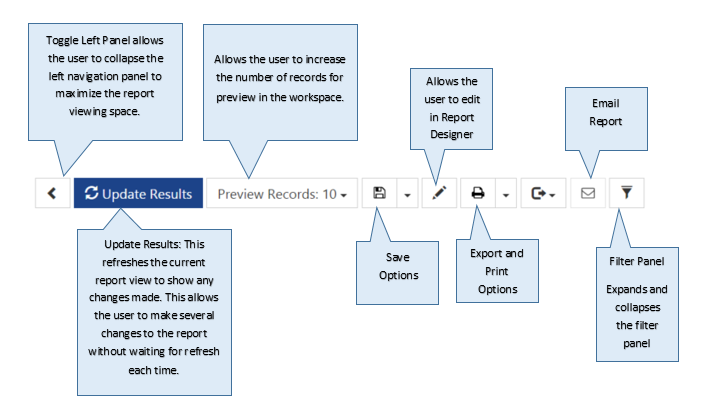 Toggle Left Panel allows
the user to collapse the
left navigation panel to
maximize the report
viewing space.
Allows the user to increase
the number of records for
preview in the workspace.
Allows the
user to edit
in Report
Designer
Email
Report
Update Results
Preview Records: 10
Update Results: This
refreshes the current
report view to show any
changes made. This allows
the user to make several
changes to the report
without waiting for refresh
each time.
Save
Options
Export and
Print
Options
Filter Panel
Expands and
collapses
the filter
panel